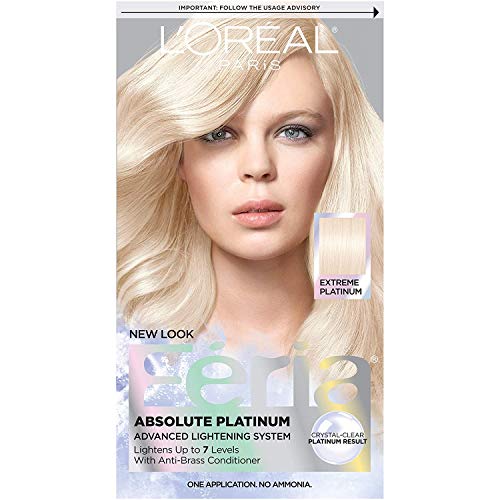 IMPORTANT: FOLLOW THE USAGE ADVISORY
L'ORÉAL
PARIS
EXTREME
PLATINUM
NEW LOOK
Féria®
ABSOLUTE PLATINUM
ADVANCED LIGHTENING SYSTEM
Lightens Up to 7 Levels
With Anti-Brass Conditioner
CRYSTAL-CLEAR
PLATINUM RESULT
ONE APPLICATION. NO AMMONIA.